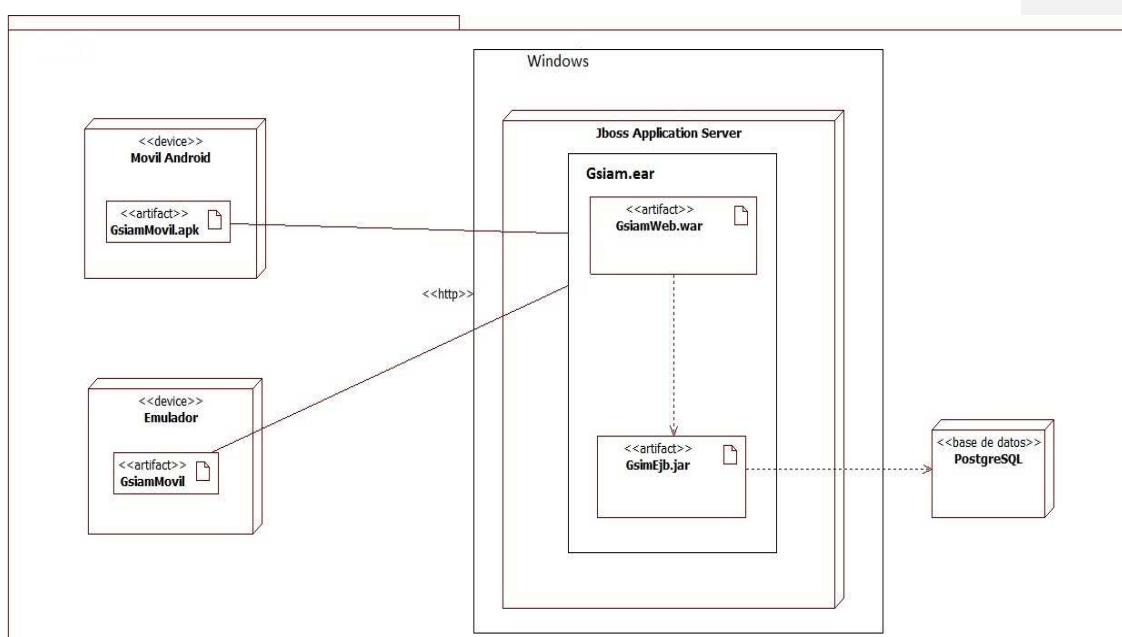 Windows
<<device>>
Movil Android
<<artifact>>
GsiamMovil.apk
Jboss Application Server
Gsiam.ear
<<artifact>>
GsiamWeb.war
<<http>>
<<device>>
Emulador
<<artifact>>
GsiamMovil
<<artifact>>
GsimEjb.jar
<<base de datos>>
PostgreSQL